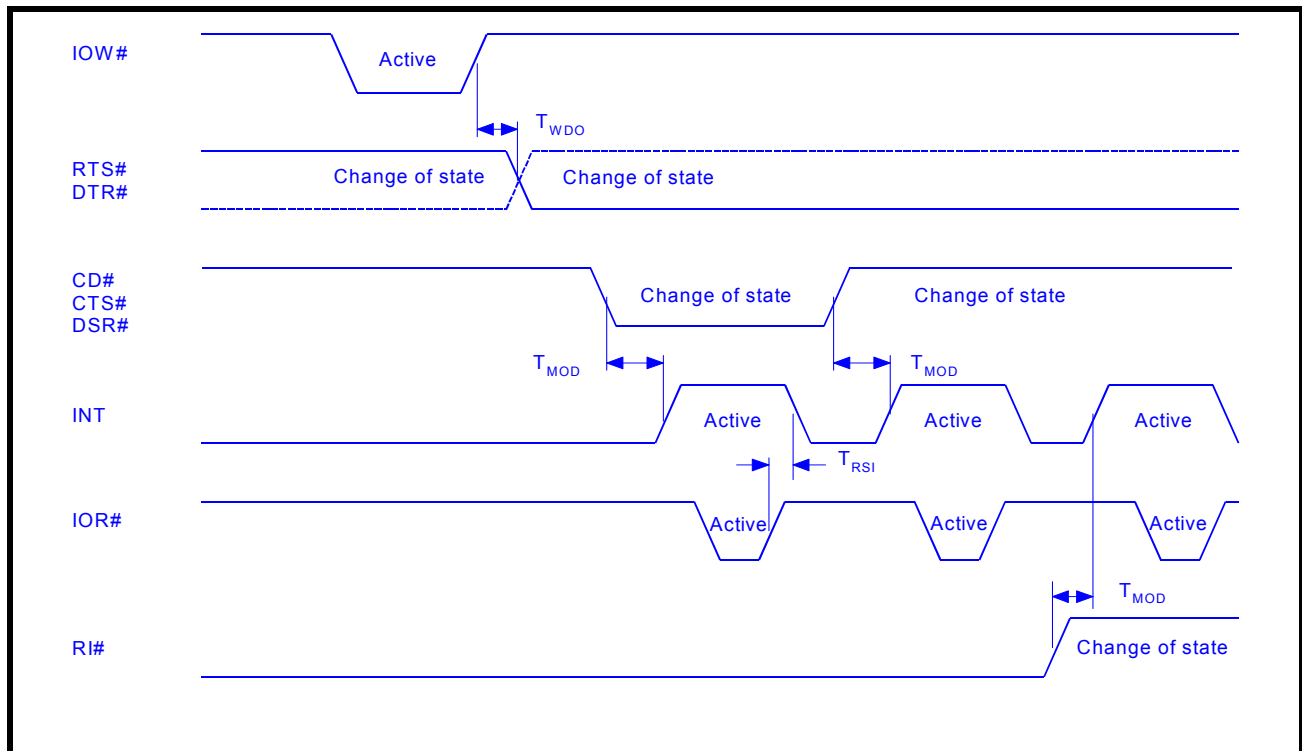 IOW#
Active
TWDO
RTS#
DTR#
Change of state
Change of state
CD#
CTS#
DSR#
Change of state
Change of state
TMOD
TMOD
INT
Active
Active
Active
TRSI
IOR#
Active
Active
Active
TMOD
RI#
Change of state